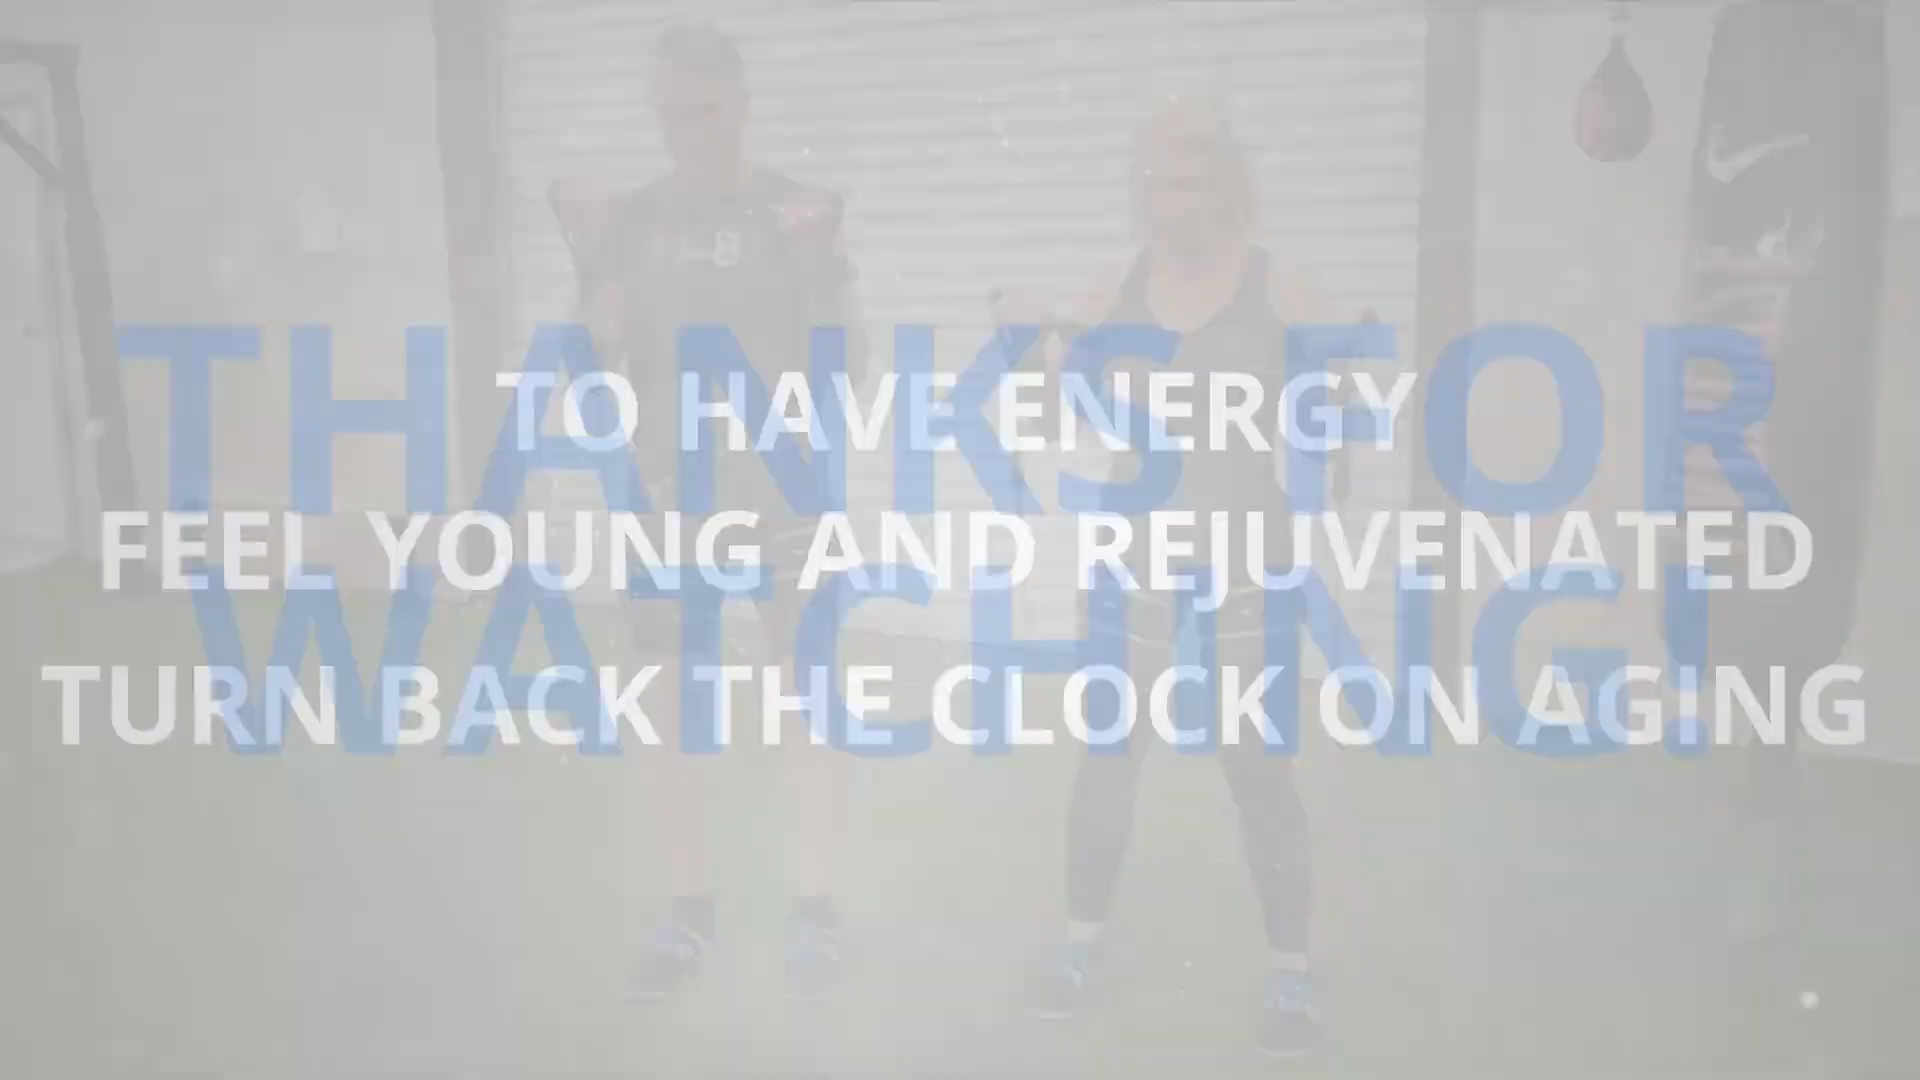 THANKS FOR
WATCHING!
TO HAVE ENERGY
FEEL YOUNG AND REJUVENATED
TURN BACK THE CLOCK ON AGING